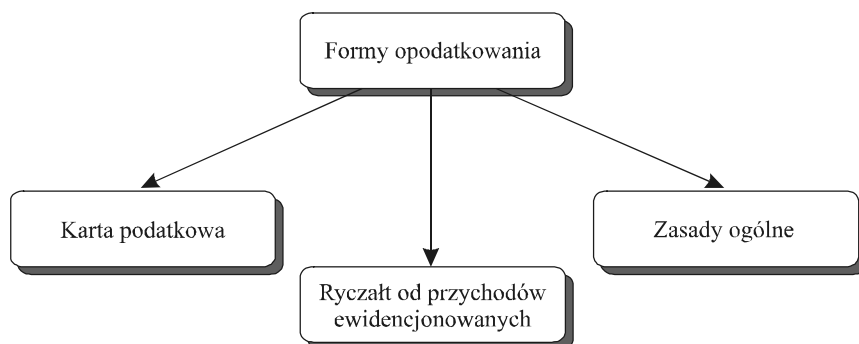 Formy opodatkowania
Karta podatkowa
Zasady ogólne
Ryczałt od przychodów
ewidencjonowanych